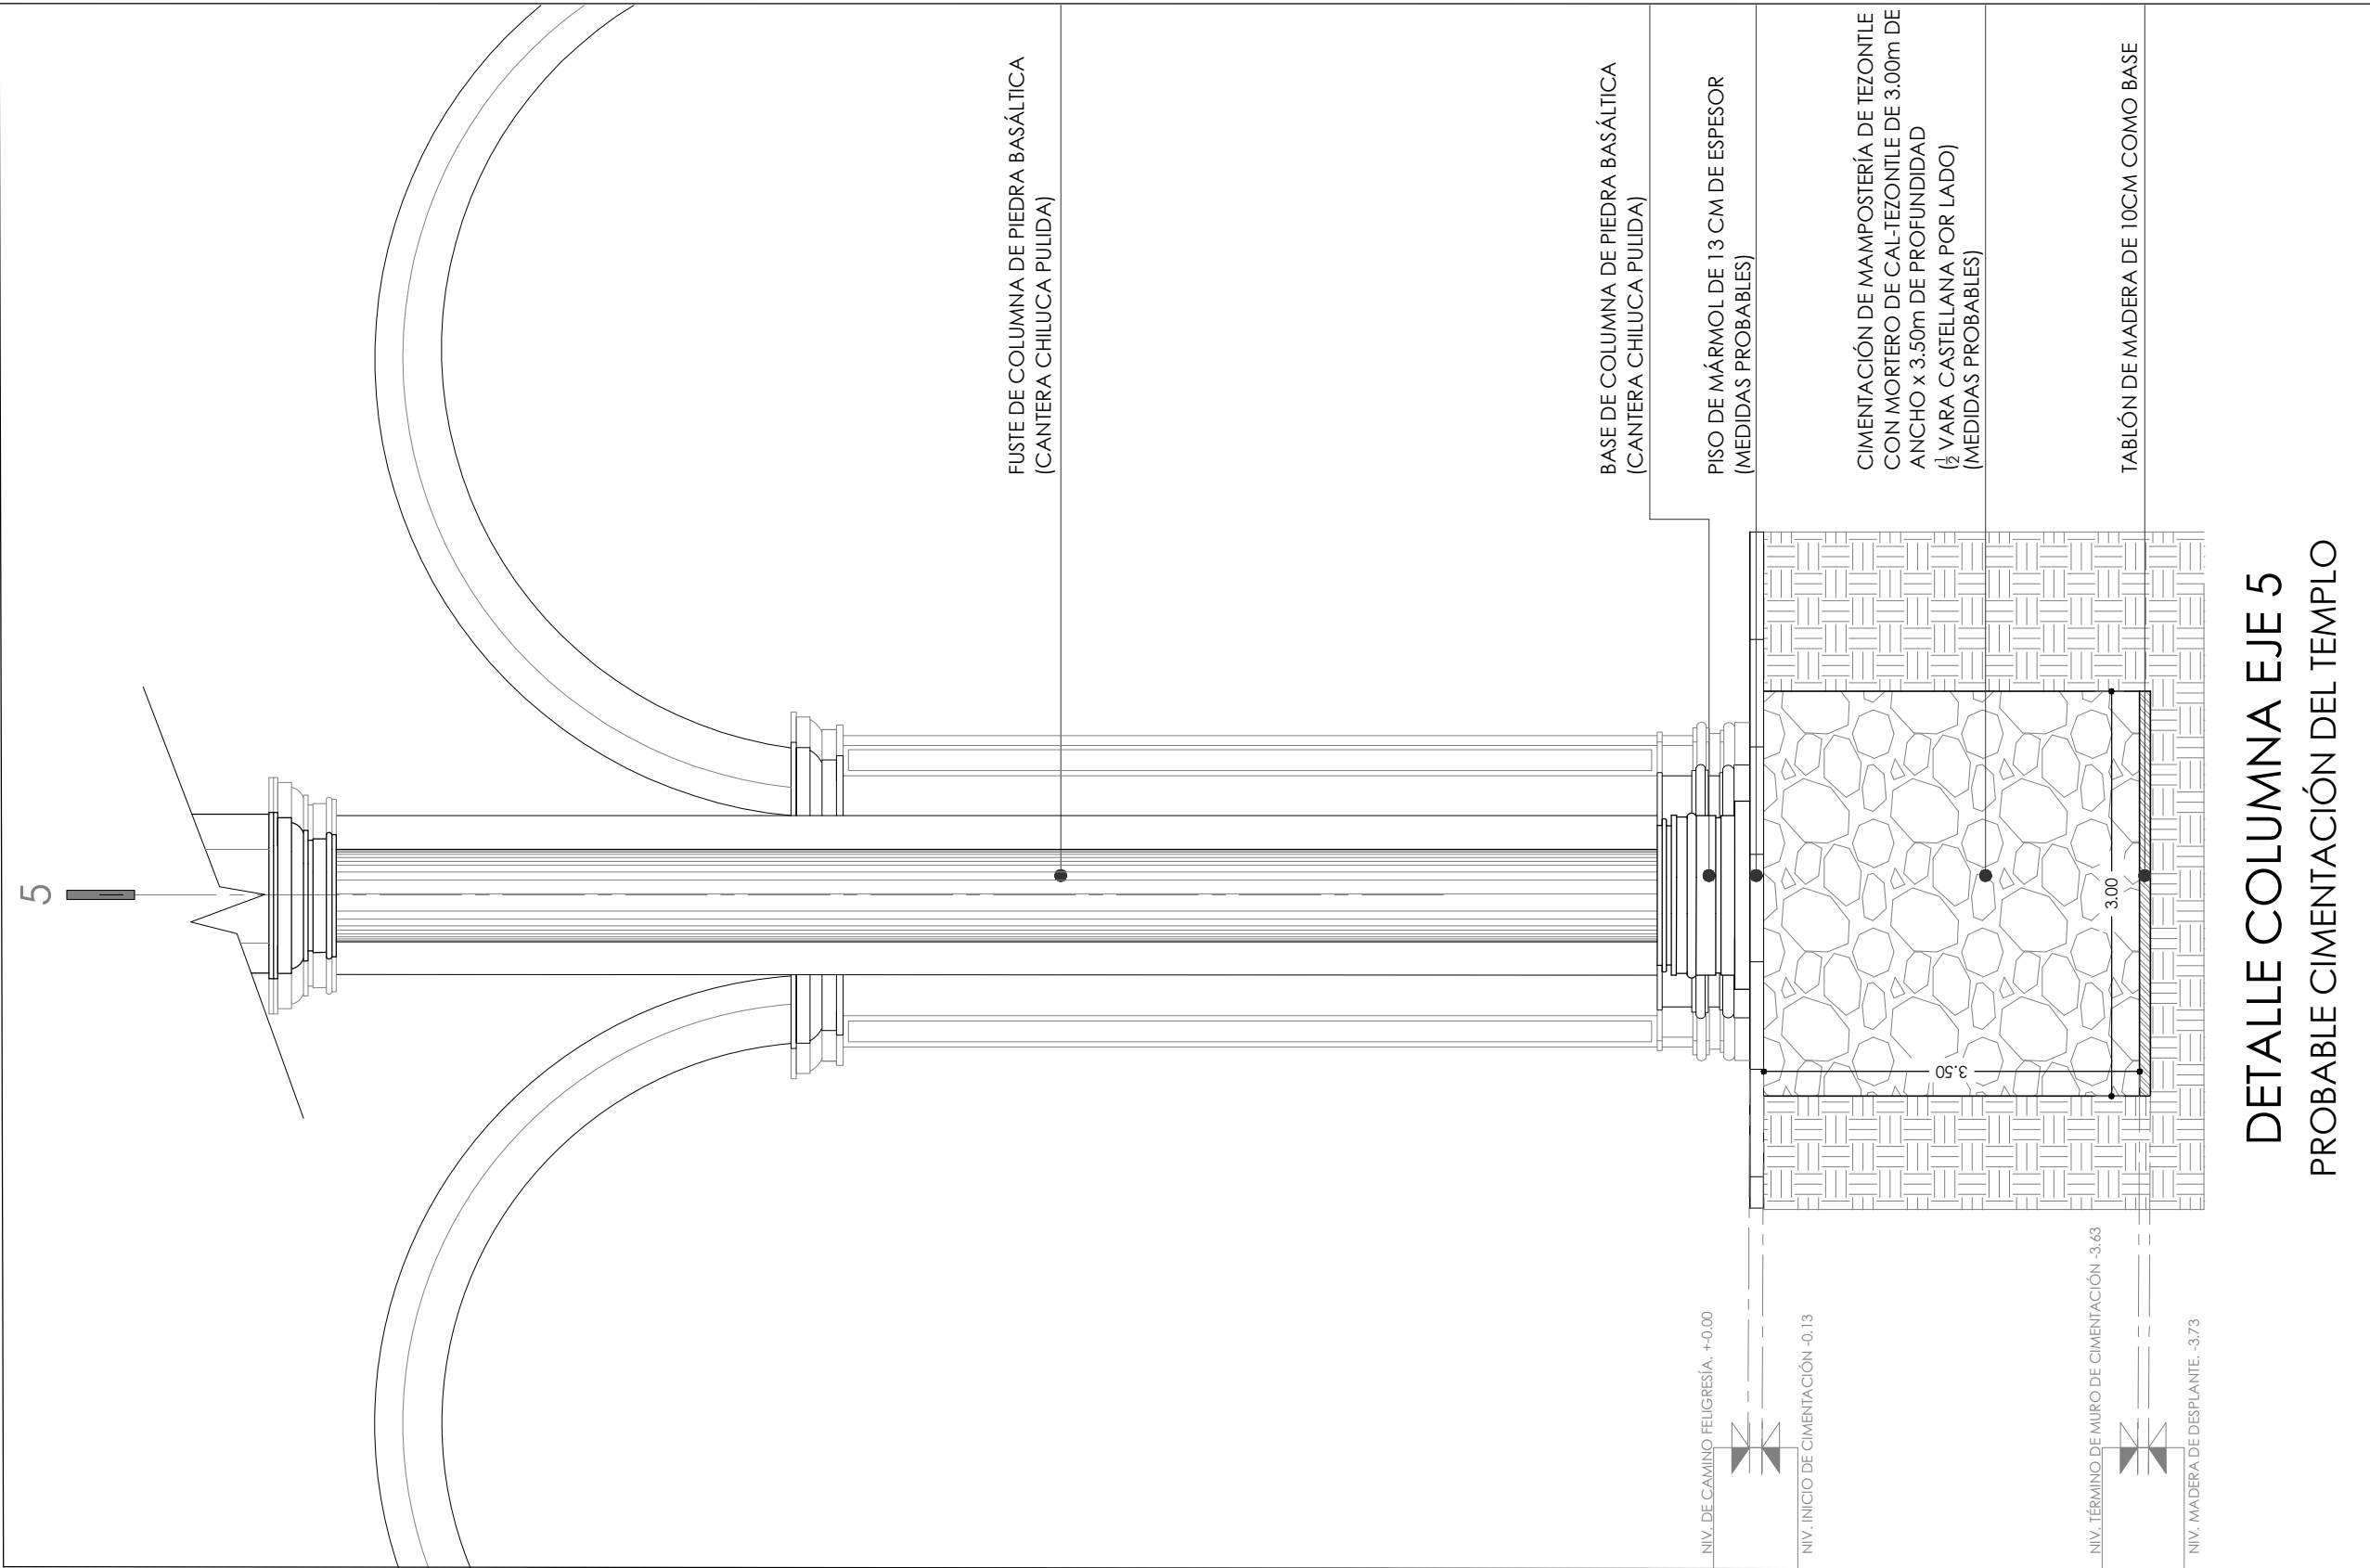 5
FUSTE DE COLUMNA DE PIEDRA BASÁLTICA
(CANTERA CHILUCA PULIDA)
BASE DE COLUMNA DE PIEDRA BASÁLTICA
(CANTERA CHILUCA PULIDA)
PISO DE MÁRMOL DE 13 CM DE ESPESOR
(MEDIDAS PROBABLES)
CIMENTACIÓN DE MAMPOSTERÍA DE TEZONTLE
CON MORTERO DE CAL-TEZONTLE DE 3.00m DE
ANCHO x 3.50m DE PROFUNDIDAD
(½ VARA CASTELLANA POR LADO)
(MEDIDAS PROBABLES)
TABLÓN DE MADERA DE 10CM COMO BASE
3.00
3.50
NIV. DE CAMINO FELIGRESÍA. +-0.00
NIV. INICIO DE CIMENTACIÓN -0.13
NIV. TÉRMINO DE MURO DE CIMENTACIÓN -3.63
NIV. MADERA DE DESPLANTE. -3.73
DETALLE COLUMNA EJE 5
PROBABLE CIMENTACIÓN DEL TEMPLO